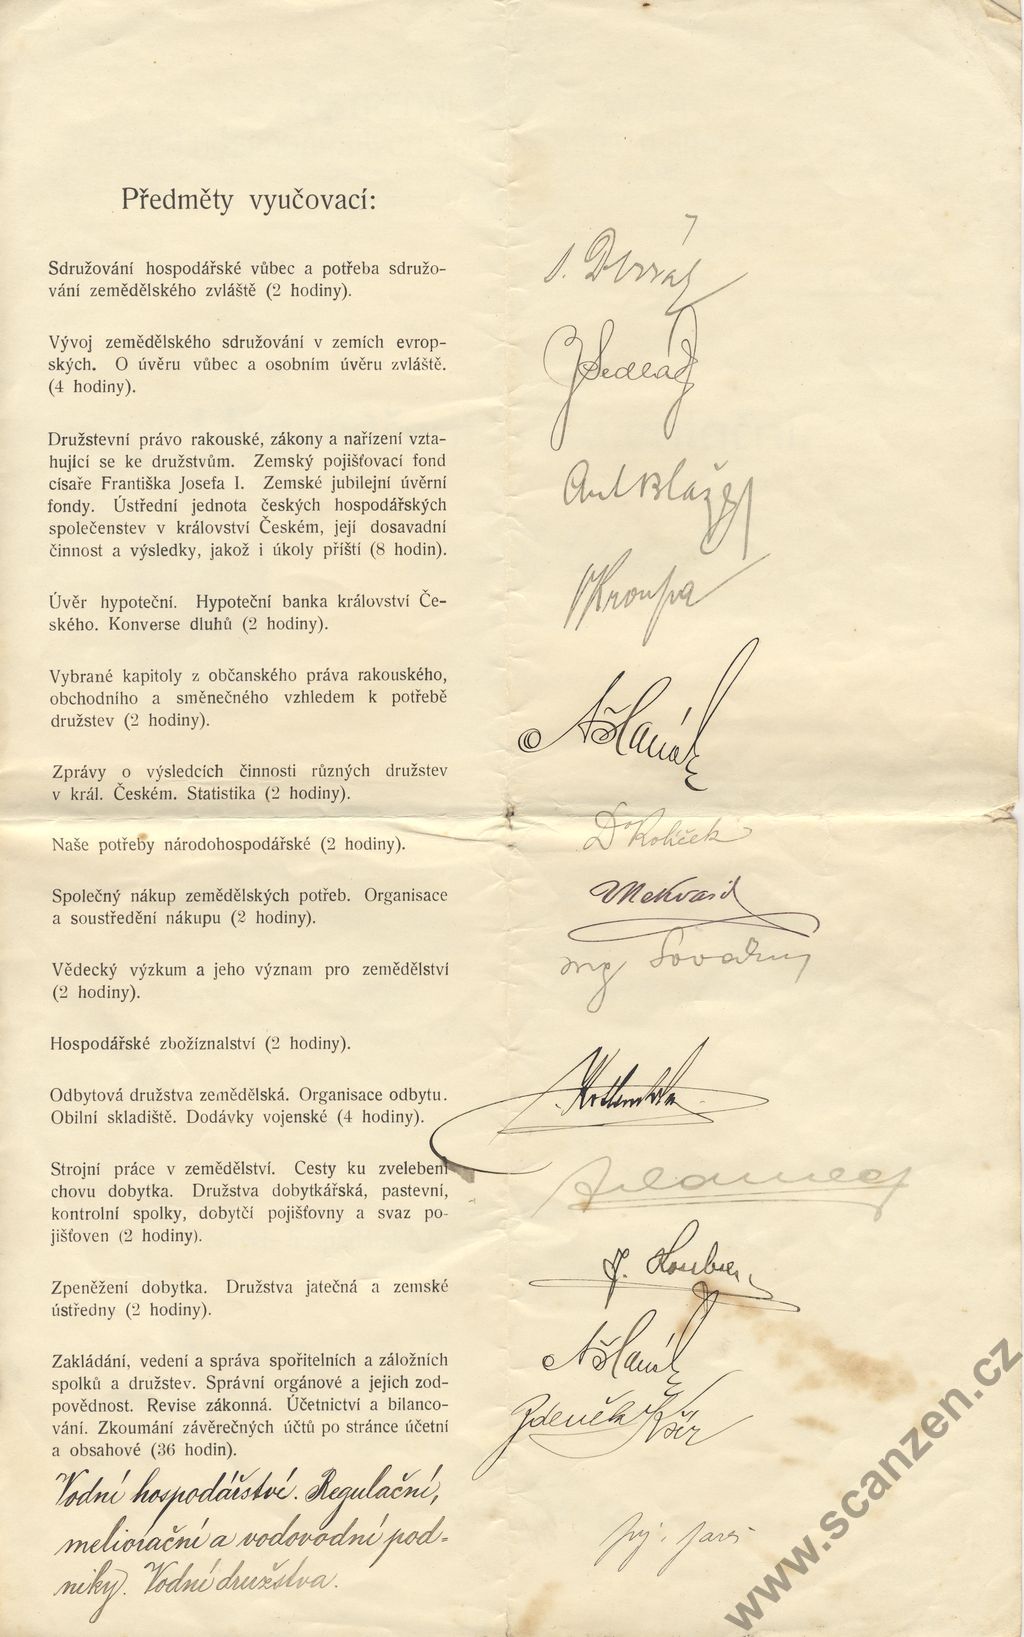 Předměty vyučovací:
Sdružování hospodářské vůbec a potřeba sdružo-
vání zemědělského zvláště (2 hodiny).
Vývoj zemědělského sdružování v zemích evrop-
ských. O úvěru vůbec a osobním úvěru zvláště.
(4 hodiny).
Sedlák
Družstevní právo rakouské, zákony a nařízení vzta-
hující se ke družstvům. Zemský pojišťovací fond
císaře Františka Josefa I. Zemské jubilejní úvěrní
fondy. Ústřední jednota českých hospodářských
společenstev v království Českém, její dosavadní
činnost a výsledky, jakož i úkoly příští (8 hodin).
Ant Blažej
Úvěr hypoteční. Hypoteční banka království Če-
ského. Konverse dluhů (2 hodiny).
Kroupa
Vybrané kapitoly z občanského práva rakouského,
obchodního a směnečného vzhledem k potřebě
družstev (2 hodiny).
Zprávy o výsledcích činnosti různých družstev
v král. Českém. Statistika (2 hodiny).
Naše potřeby národohospodářské (2 hodiny).
Společný nákup zemědělských potřeb. Organisace
a soustředění nákupu (2 hodiny).
Vědecký výzkum a jeho význam pro zemědělství
(2 hodiny).
Hospodářské zbožíznalství (2 hodiny).
Odbytová družstva zemědělská. Organisace odbytu.
Obilní skladiště. Dodávky vojenské (4 hodiny).
Strojní práce v zemědělství. Cesty ku zvelebení
chovu dobytka. Družstva dobytkářská, pastevní,
kontrolní spolky, dobytčí pojišťovny a svaz po-
jišťoven (2 hodiny).
Zpeněžení dobytka. Družstva jatečná a zemské
ústředny (2 hodiny).
Zakládání, vedení a správa spořitelních a záložních
spolků a družstev. Správní orgánové a jejich zod-
povědnost. Revise zákonná. Účetnictví a bilanco-
vání. Zkoumání závěrečných účtů po stránce účetní
a obsahové (36 hodin).
Zdeněk
Vodní hospodářství. Regulační,
meliorační a vodovodní pod-
niky. Vodní družstva.
www.scanzen.cz